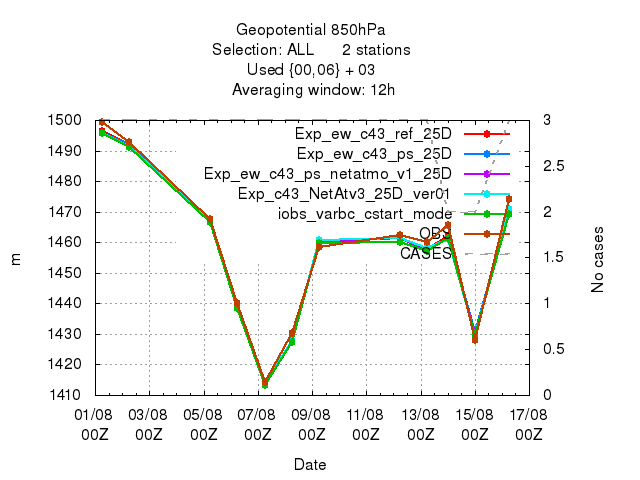 Geopotential 850hPa
Selection: ALL 2 stations
Used {00,06} + 03
Averaging window: 12h
1500
1490
1480
1470
1460
1450
1440
1430
1420
1410
m
3
2.5
2
1.5
1
0.5
0
No cases
Exp_ew_c43_ref_25D
Exp_ew_c43_ps_25D
Exp_ew_c43_ps_netatmo_v1_25D
Exp_c43_NetAtv3_25D_ver01
iobs_varbc_cstart_mode
OBS
CASES
01/08 03/08 05/08 07/08 09/08 11/08 13/08 15/08 17/08
00Z 00Z 00Z 00Z 00Z 00Z 00Z 00Z 00Z
Date